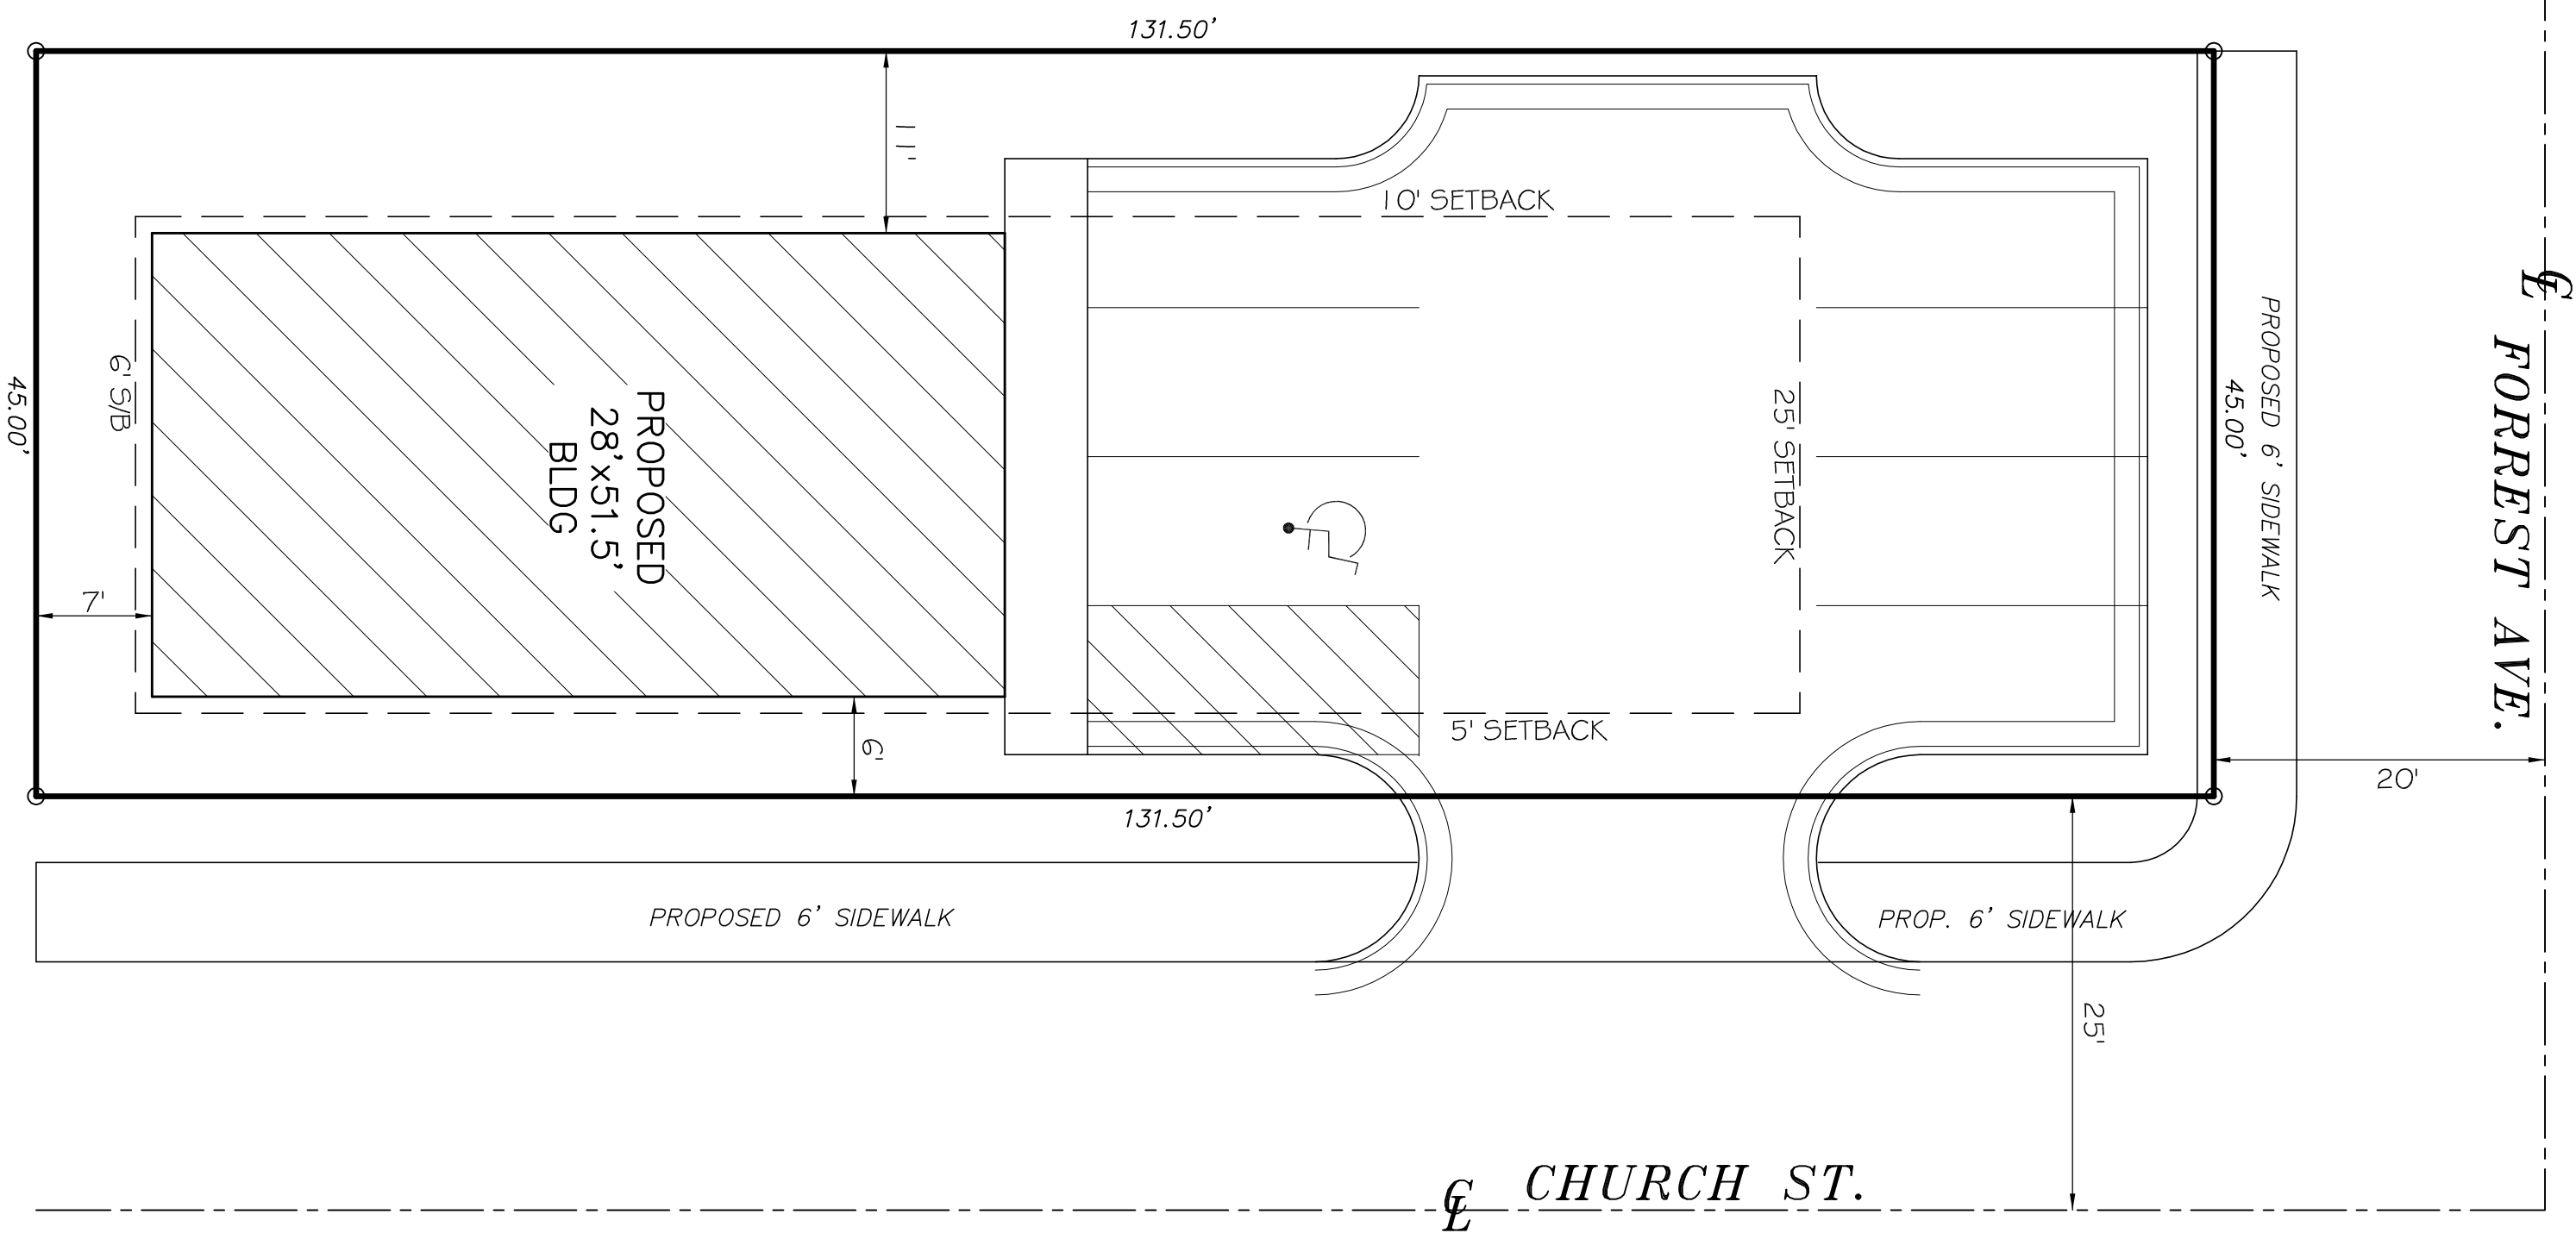 131.50'
11'
10' SETBACK
25' SETBACK
6' S/B
PROPOSED
28'x51.5'
BLDG
45.00'
45.00'
PROPOSED 6' SIDEWALK
℄ FORREST AVE.
7'
6'
5' SETBACK
20'
131.50'
PROPOSED 6' SIDEWALK
PROP. 6' SIDEWALK
25'
℄ CHURCH ST.